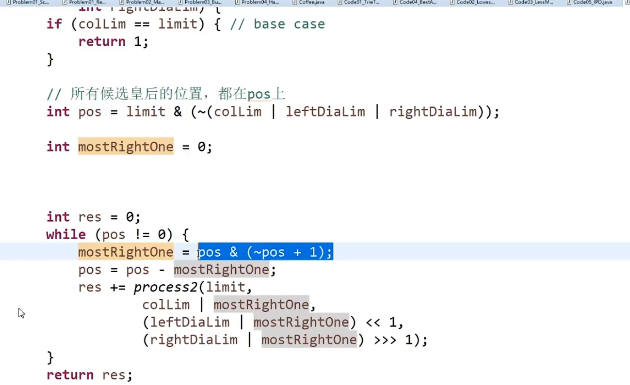 Problem01_Sc... Problem01_Re... Problem02_Ma... Problem03_Bu... Problem04_Ha... Coffee.java Code01_TrieT... Code04_BestA... Code02_Lowes... Code03_LessM... Code05_IPO.java
int rightDiaLim) {
if (colLim == limit) { // base case
return 1;
}
// 所有候选皇后的位置，都在pos上
int pos = limit & (~(colLim | leftDiaLim | rightDiaLim));
int mostRightOne = 0;
int res = 0;
while (pos != 0) {
mostRightOne = pos & (~pos + 1);
pos = pos - mostRightOne;
res += process2(limit,
colLim | mostRightOne,
(leftDiaLim | mostRightOne) << 1,
(rightDiaLim | mostRightOne) >>> 1);
}
return res;